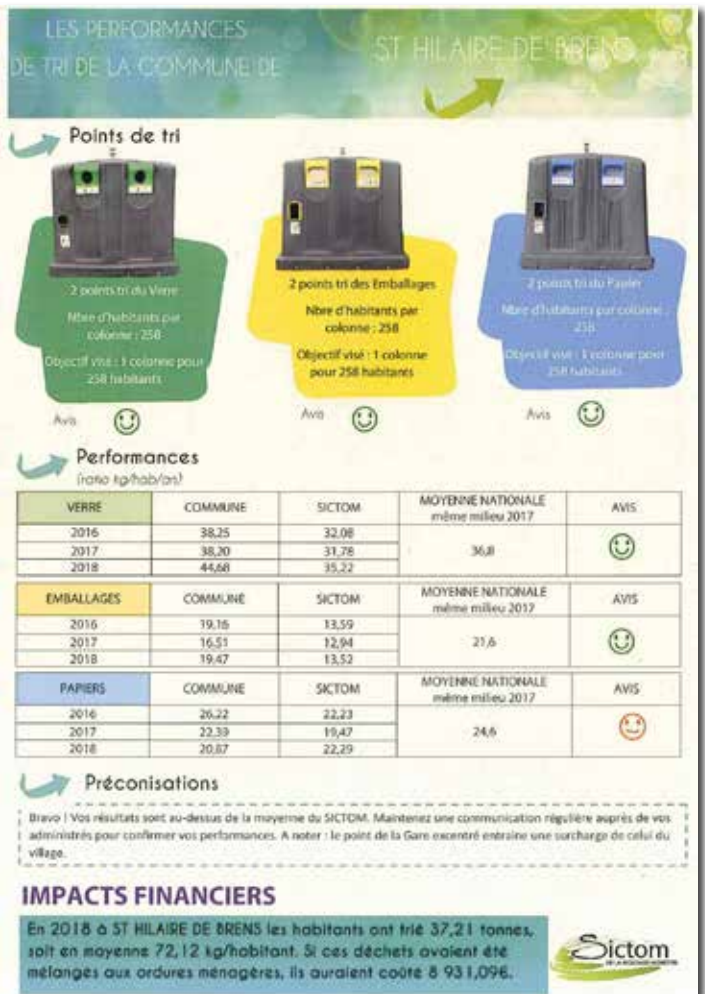 LES PERFORMANCES
DE TRI DE LA COMMUNE DE
ST HILAIRE DE BRENS
Points de tri
2 points tri du Verre
Nbre d'habitants par
colonne : 258
Objectif visé : 1 colonne pour
258 habitants
Avis
2 points tri des Emballages
Nbre d'habitants par
colonne : 258
Objectif visé : 1 colonne
pour 258 habitants
Avis
2 points tri du Papier
Nbre d'habitants par colonne :
258
Objectif visé : 1 colonne pour
258 habitants
Avis
Performances
(ratio kg/hab/an)
VERRE COMMUNE SICTOM MOYENNE NATIONALE même milieu 2017 AVIS
2016 38,25 32,08
2017 38,20 31,78 36,8
2018 44,68 35,22
EMBALLAGES COMMUNE SICTOM MOYENNE NATIONALE même milieu 2017 AVIS
2016 19,16 13,59
2017 16,51 12,94 21,6
2018 19,47 13,52
PAPIERS COMMUNE SICTOM MOYENNE NATIONALE même milieu 2017 AVIS
2016 26,22 22,23
2017 22,39 19,47 24,6
2018 20,87 22,29
Préconisations
Bravo ! Vos résultats sont au-dessus de la moyenne du SICTOM. Maintenez une communication régulière auprès de vos
administrés pour confirmer vos performances. A noter : le point de la Gare excentré entraine une surcharge de celui du
village.
IMPACTS FINANCIERS
En 2018 à ST HILAIRE DE BRENS les habitants ont trié 37,21 tonnes,
soit en moyenne 72,12 kg/habitant. Si ces déchets avaient été
mélangés aux ordures ménagères, ils auraient coûté 8 931,09€.
Sictom